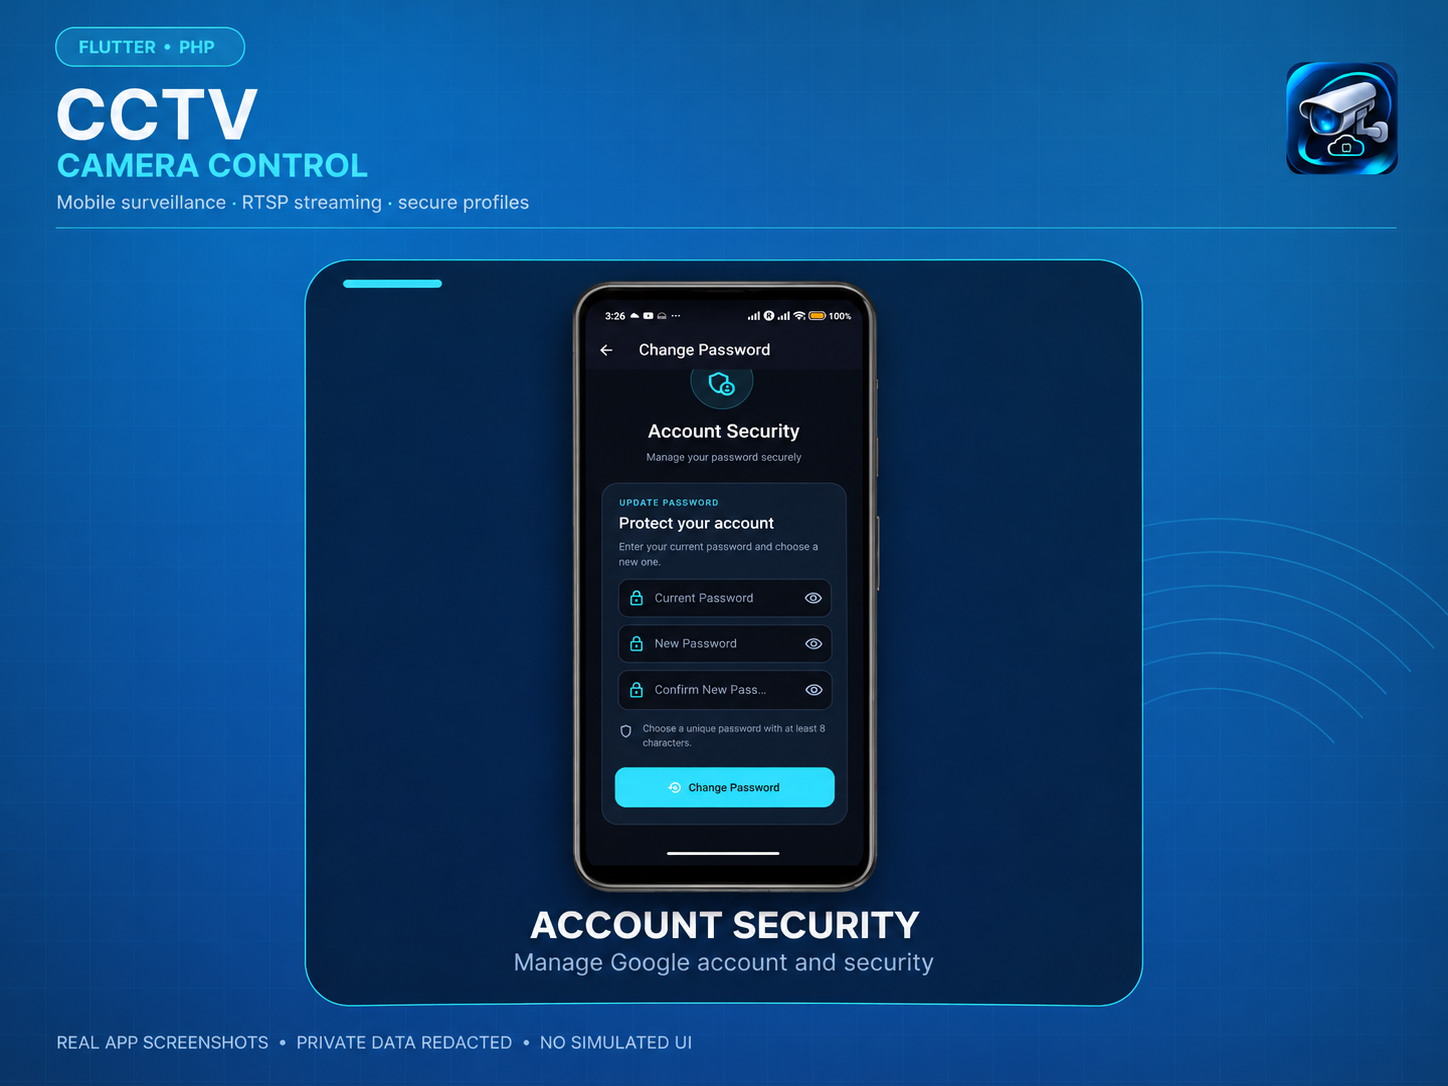 FLUTTER • PHP
CCTV
CAMERA CONTROL
Mobile surveillance · RTSP streaming · secure profiles
3:26 ··· R 100%
Change Password
Account Security
Manage your password securely
UPDATE PASSWORD
Protect your account
Enter your current password and choose a
new one.
Current Password
New Password
Confirm New Pass...
Choose a unique password with at least 8
characters.
Change Password
ACCOUNT SECURITY
Manage Google account and security
REAL APP SCREENSHOTS • PRIVATE DATA REDACTED • NO SIMULATED UI